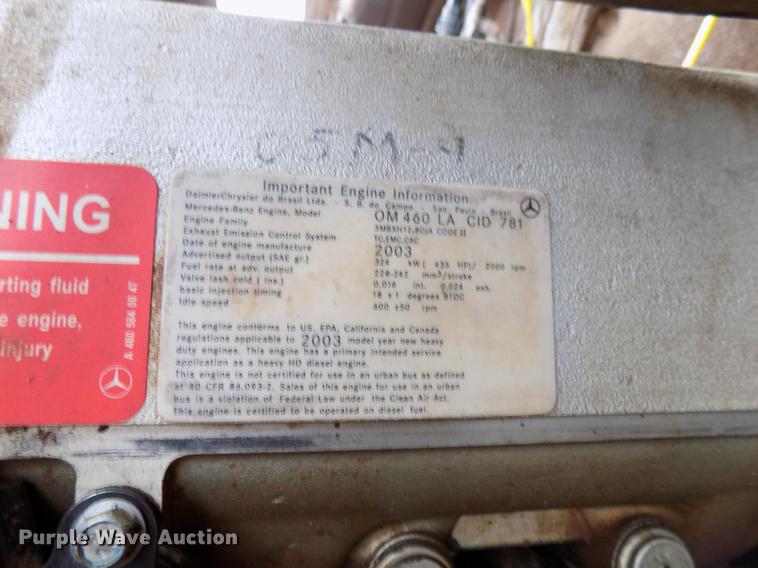 05M-4
NING
rting fluid
e engine,
injury
A 460 584 00 47
Important Engine Information
DaimlerChrysler do Brasil Ltda. - S. B. do Campo - Sao Paulo - Brasil
Mercedes-Benz Engine, Model OM 460 LA CID 781
Engine Family 3MBXH12.8DJA CODE II
Exhaust Emission Control System TC,EMC,CAC
Date of engine manufacture 2003
Advertised output (SAE gr.) 324 kW ( 435 HP)/ 2000 rpm
Fuel rate at adv. output 228-242 mm³/stroke
Valve lash cold ( ins.) 0.016 int. 0.024 exh.
basic injection timing 18 ± 1 degrees BTDC
Idle speed 600 ±50 rpm
This engine conforms to US, EPA, California and Canada
regulations applicable to 2003 model year new heavy
duty engines. This engine has a primary intended service
application as a heavy HD diesel engine.
This engine is not certified for use in an urban bus as defined
at 40 CFR 86.093-2. Sales of this engine for use in an urban
bus is a violation of Federal Law under the Clean Air Act.
This engine is certified to be operated on diesel fuel.
Purple Wave Auction